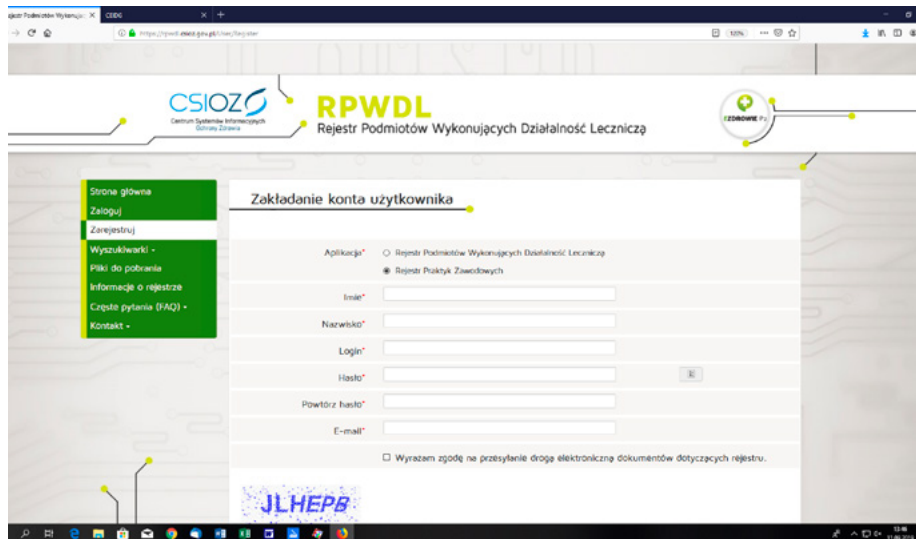 CEIDG
120%
CSIOZ
Centrum Systemów Informacyjnych
Ochrony Zdrowia
RPWDL
Rejestr Podmiotów Wykonujących Działalność Leczniczą
Strona główna
Zaloguj
Zarejestruj
Wyszukiwarki
Pliki do pobrania
Informacje o rejestrze
Częste pytania (FAQ)
Kontakt
Zakładanie konta użytkownika
Aplikacja*
Rejestr Podmiotów Wykonujących Działalność Leczniczą
Rejestr Praktyk Zawodowych
Imię*
Nazwisko*
Login*
Hasło*
Powtórz hasło*
E-mail*
Wyrażam zgodę na przesyłanie drogą elektroniczną dokumentów dotyczących rejestru.
JLHEPB